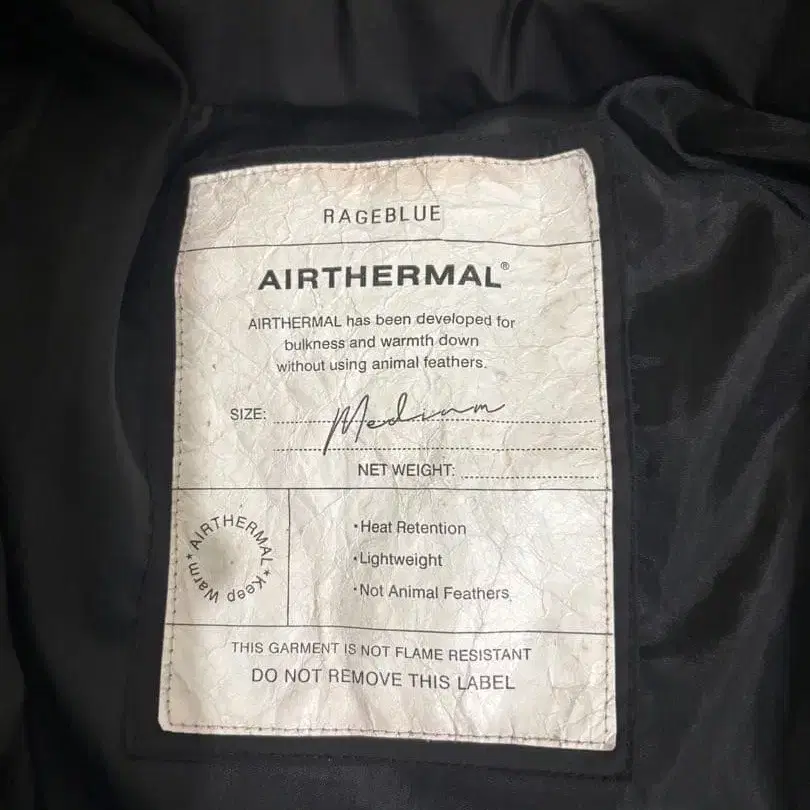 RAGEBLUE
AIRTHERMAL®
AIRTHERMAL has been developed for
bulkness and warmth down
without using animal feathers.
SIZE: Medium
NET WEIGHT:
★AIRTHERMAL★Keep Warm
・Heat Retention
・Lightweight
・Not Animal Feathers
THIS GARMENT IS NOT FLAME RESISTANT
DO NOT REMOVE THIS LABEL